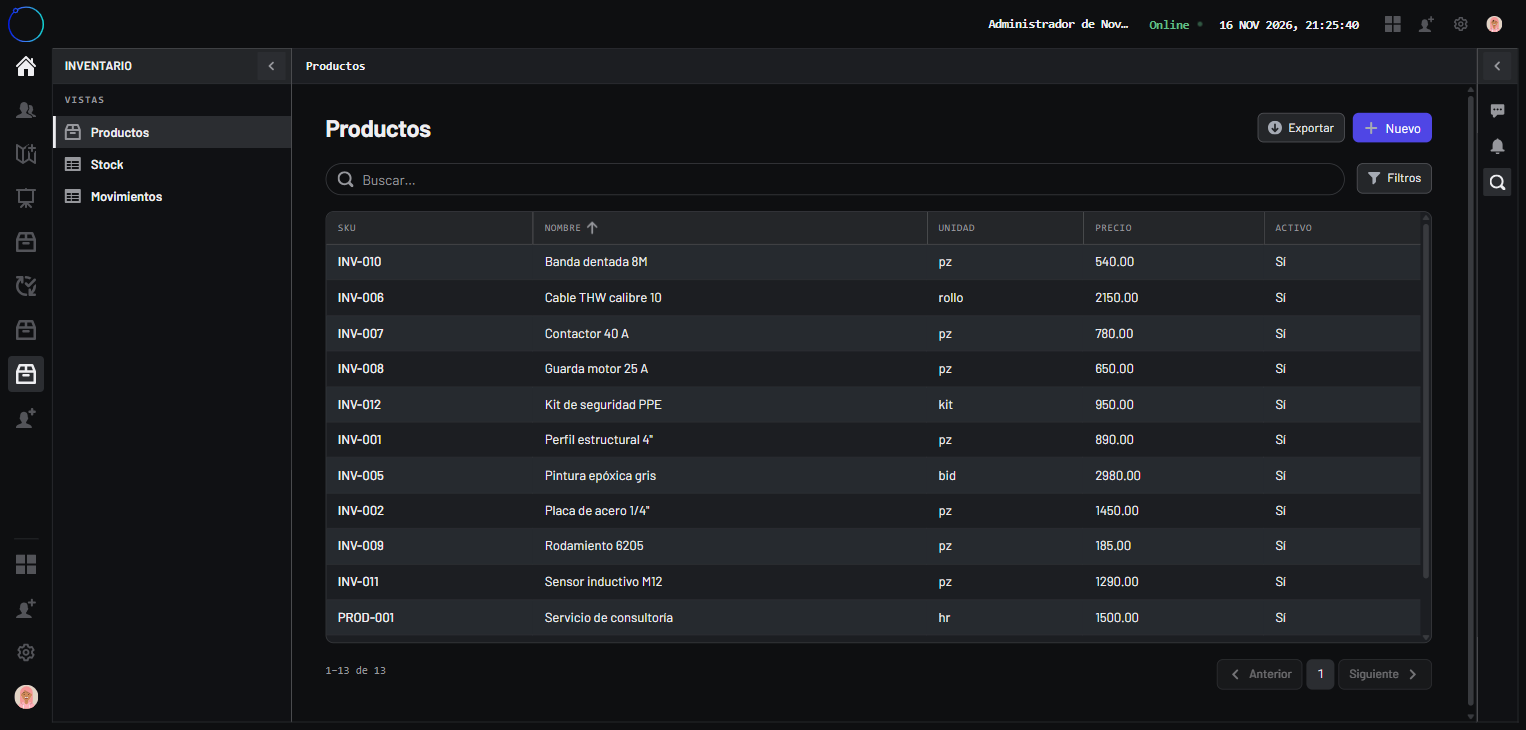 Administrador de Nov… Online 16 NOV 2026, 21:25:40
INVENTARIO
Productos
VISTAS
Productos
Stock
Movimientos
Productos
Exportar
Nuevo
Buscar...
Filtros
SKU NOMBRE UNIDAD PRECIO ACTIVO
INV-010 Banda dentada 8M pz 540.00 Sí
INV-006 Cable THW calibre 10 rollo 2150.00 Sí
INV-007 Contactor 40 A pz 780.00 Sí
INV-008 Guarda motor 25 A pz 650.00 Sí
INV-012 Kit de seguridad PPE kit 950.00 Sí
INV-001 Perfil estructural 4" pz 890.00 Sí
INV-005 Pintura epóxica gris bid 2980.00 Sí
INV-002 Placa de acero 1/4" pz 1450.00 Sí
INV-009 Rodamiento 6205 pz 185.00 Sí
INV-011 Sensor inductivo M12 pz 1290.00 Sí
PROD-001 Servicio de consultoría hr 1500.00 Sí
1–13 de 13
Anterior 1 Siguiente